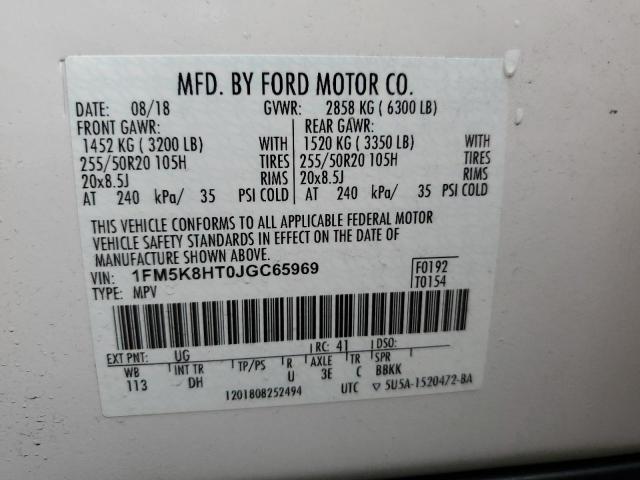 MFD. BY FORD MOTOR CO.
DATE: 08/18 GVWR: 2858 KG (6300 LB)
FRONT GAWR: REAR GAWR:
1452 KG (3200 LB) WITH 1520 KG (3350 LB) WITH
255/50R20 105H TIRES 255/50R20 105H TIRES
20x8.5J RIMS 20x8.5J RIMS
AT 240 kPa/ 35 PSI COLD AT 240 kPa/ 35 PSI COLD
THIS VEHICLE CONFORMS TO ALL APPLICABLE FEDERAL MOTOR
VEHICLE SAFETY STANDARDS IN EFFECT ON THE DATE OF
MANUFACTURE SHOWN ABOVE.
VIN: 1FM5K8HT0JGC65969 F0192
TYPE: MPV T0154
EXT PNT: UG RC: 41 DSO:
WB INT TR TP/PS R AXLE TR SPR
113 DH U 3E C BBKK
1201808252494 UTC ▽ 5U5A-1520472-BA